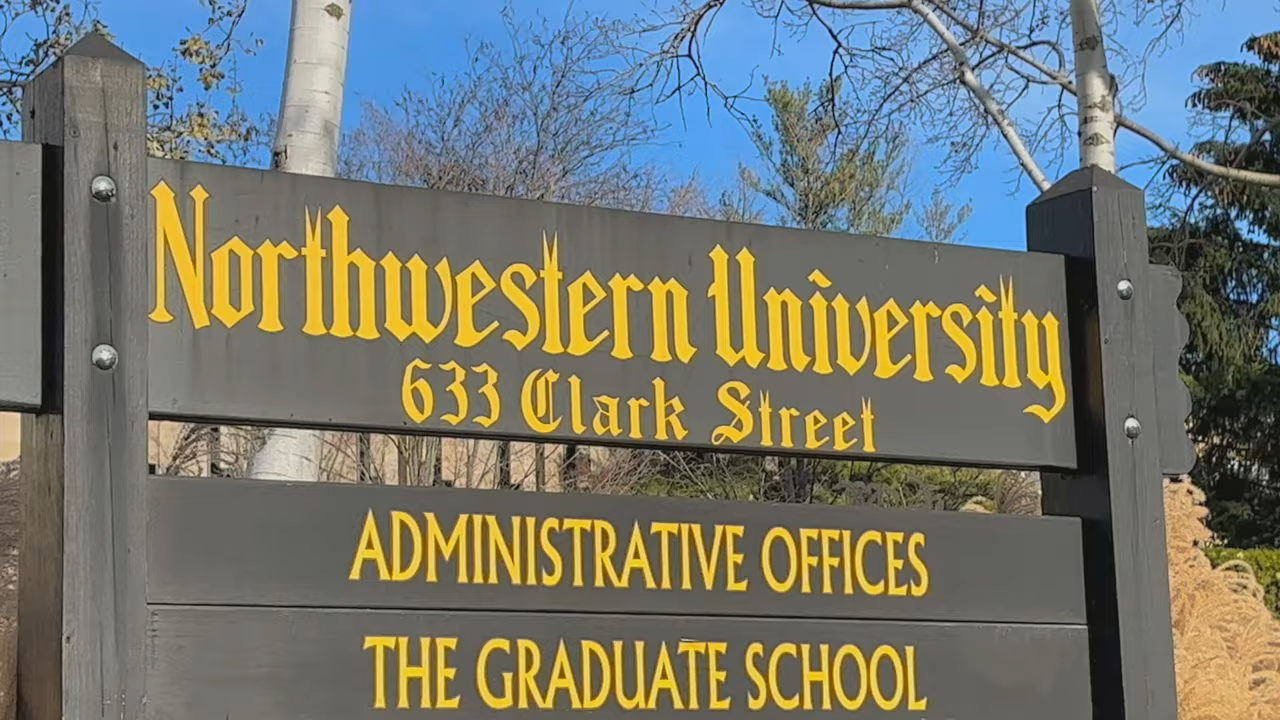 Northwestern University
633 Clark Street
ADMINISTRATIVE OFFICES
THE GRADUATE SCHOOL